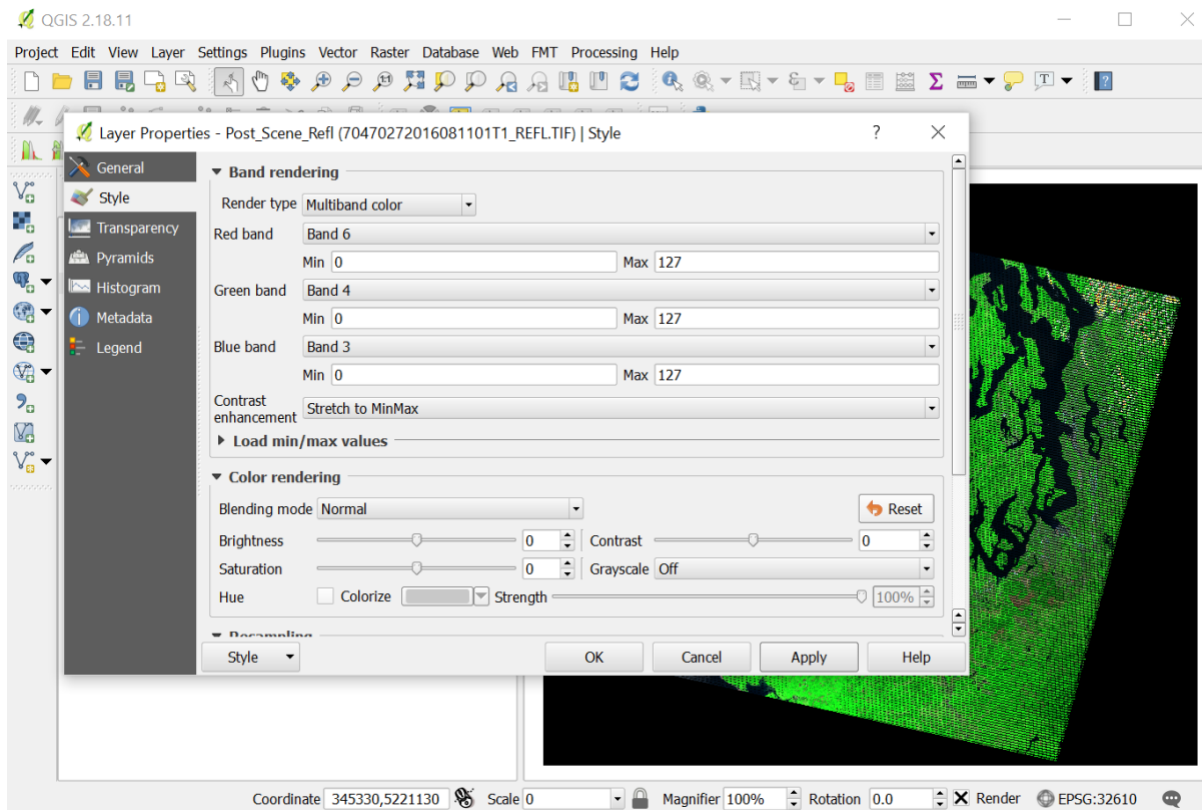 QGIS 2.18.11
Project Edit View Layer Settings Plugins Vector Raster Database Web FMT Processing Help
Layer Properties - Post_Scene_Refl (70470272016081101T1_REFL.TIF) | Style
?
General
Style
Transparency
Pyramids
Histogram
Metadata
Legend
Band rendering
Render type Multiband color
Red band Band 6
Min 0 Max 127
Green band Band 4
Min 0 Max 127
Blue band Band 3
Min 0 Max 127
Contrast enhancement Stretch to MinMax
Load min/max values
Color rendering
Blending mode Normal Reset
Brightness 0 Contrast 0
Saturation 0 Grayscale Off
Hue Colorize Strength 100%
Resampling
Style OK Cancel Apply Help
Coordinate 345330,5221130 Scale 0 Magnifier 100% Rotation 0.0 Render EPSG:32610